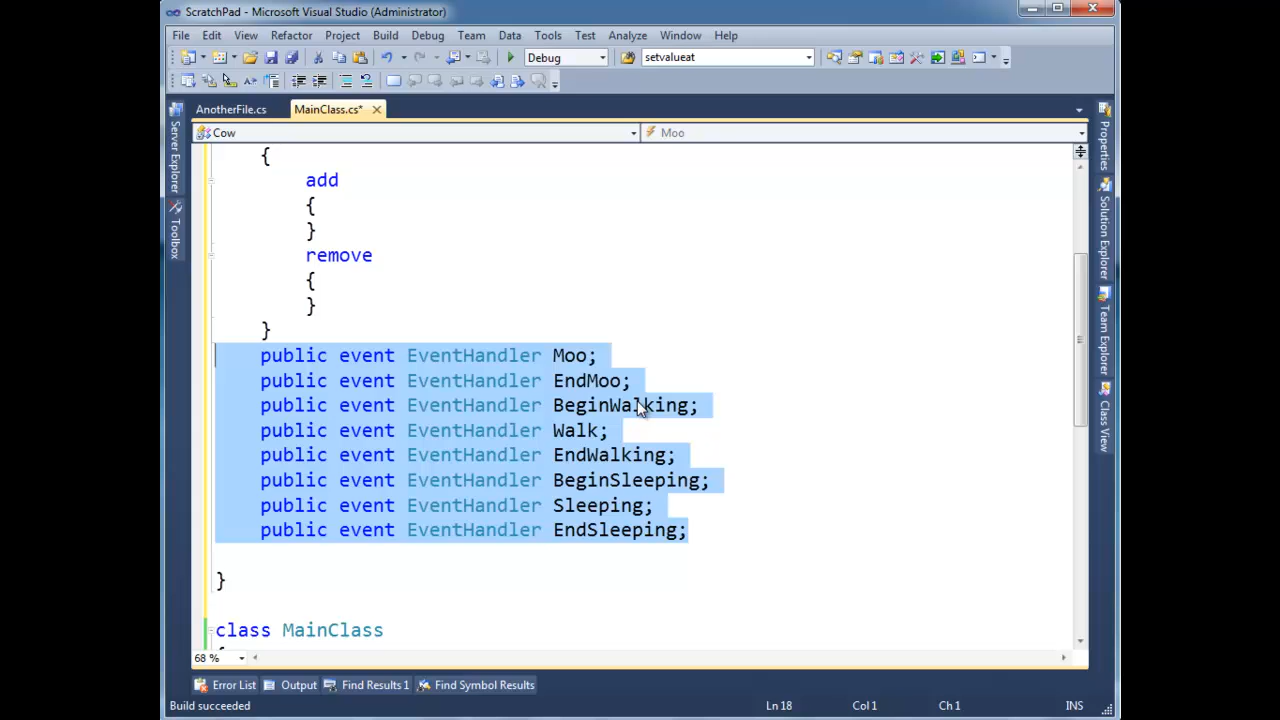 ScratchPad - Microsoft Visual Studio (Administrator)
File Edit View Refactor Project Build Debug Team Data Tools Test Analyze Window Help
Debug setvalueat
AnotherFile.cs MainClass.cs*
Cow Moo
{
add
{
}
remove
{
}
}
public event EventHandler Moo;
public event EventHandler EndMoo;
public event EventHandler BeginWalking;
public event EventHandler Walk;
public event EventHandler EndWalking;
public event EventHandler BeginSleeping;
public event EventHandler Sleeping;
public event EventHandler EndSleeping;
}
class MainClass
68 %
Server Explorer
Toolbox
Properties
Solution Explorer
Team Explorer
Class View
Error List Output Find Results 1 Find Symbol Results
Build succeeded Ln 18 Col 1 Ch 1 INS